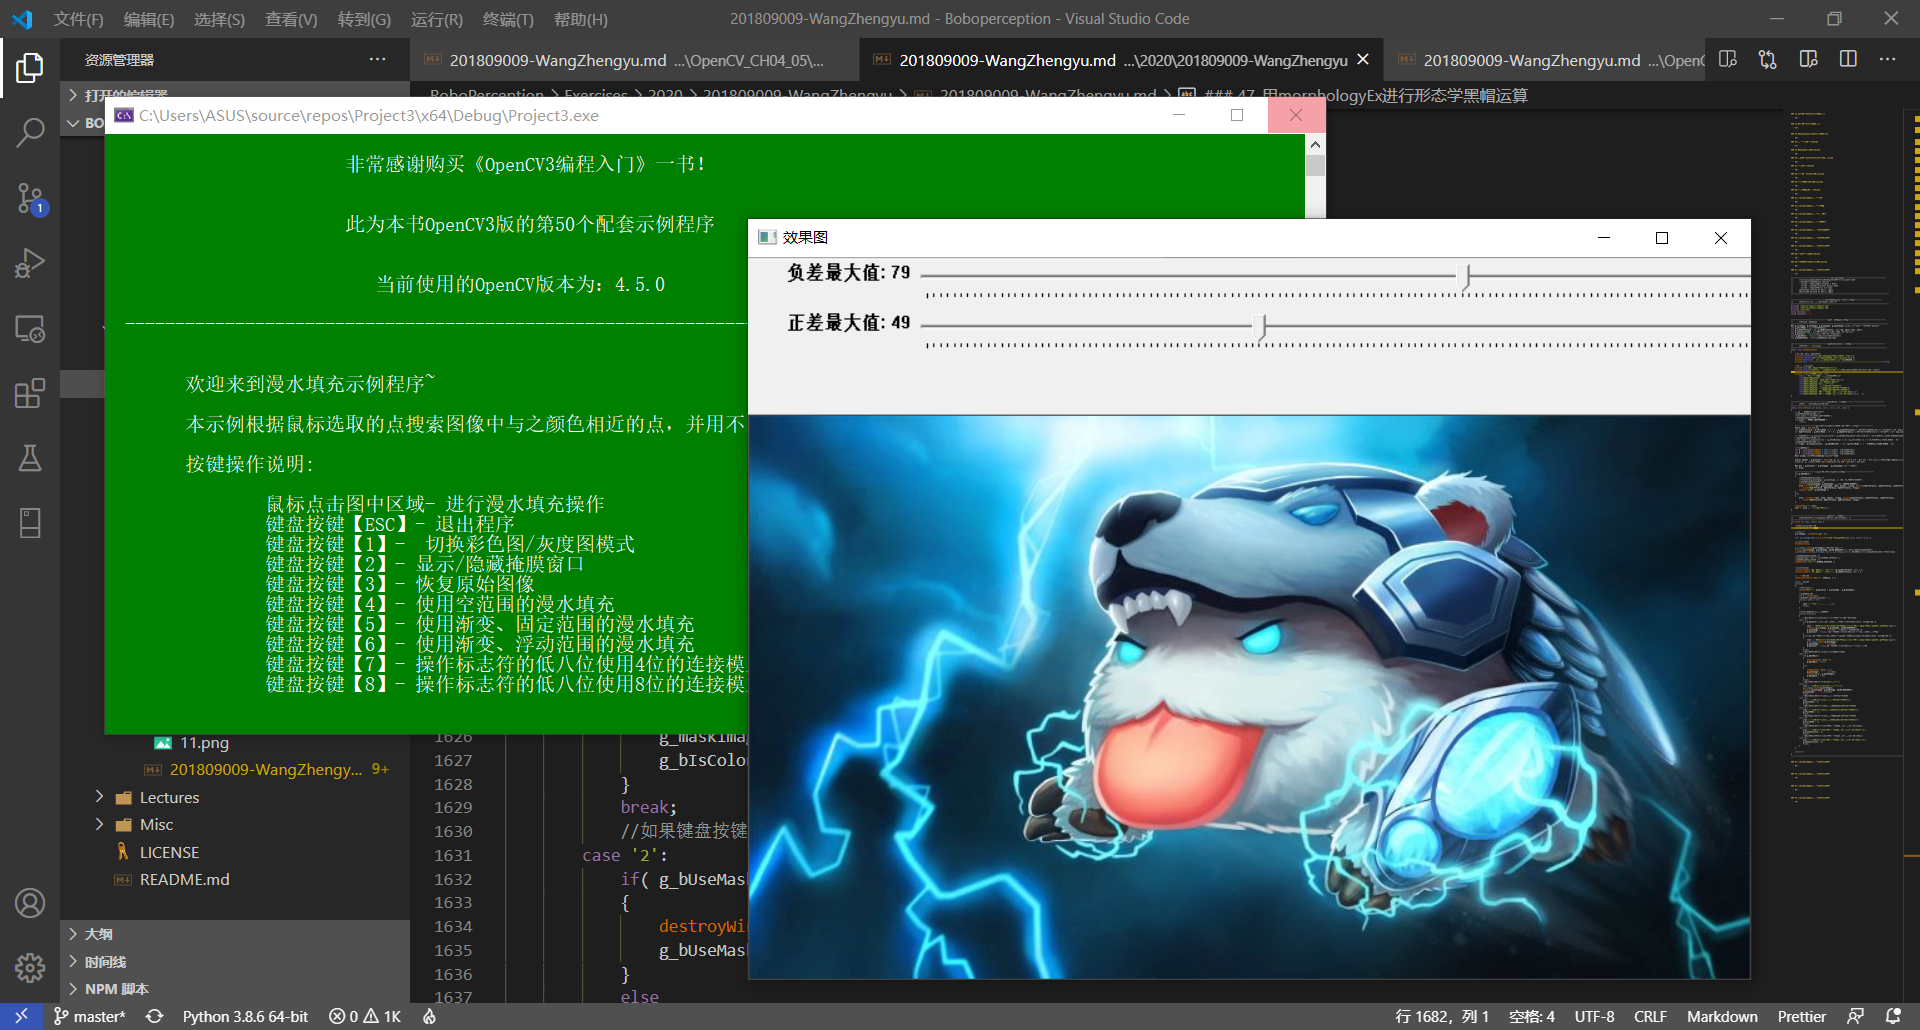 文件(F) 编辑(E) 选择(S) 查看(V) 转到(G) 运行(R) 终端(T) 帮助(H)
201809009-WangZhengyu.md - Boboperception - Visual Studio Code
资源管理器
201809009-WangZhengyu.md ...\OpenCV_CH04_05\...
201809009-WangZhengyu.md ...\2020\201809009-WangZhengyu
201809009-WangZhengyu.md ...\OpenC
BO
### 47. 用morphologyEx进行形态学黑帽运算
C:\Users\ASUS\source\repos\Project3\x64\Debug\Project3.exe
非常感谢购买《OpenCV3编程入门》一书!
此为本书OpenCV3版的第50个配套示例程序
当前使用的OpenCV版本为: 4.5.0
欢迎来到漫水填充示例程序~
本示例根据鼠标选取的点搜索图像中与之颜色相近的点,并用不
按键操作说明:
鼠标点击图中区域- 进行漫水填充操作
键盘按键【ESC】- 退出程序
键盘按键【1】- 切换彩色图/灰度图模式
键盘按键【2】- 显示/隐藏掩膜窗口
键盘按键【3】- 恢复原始图像
键盘按键【4】- 使用空范围的漫水填充
键盘按键【5】- 使用渐变、固定范围的漫水填充
键盘按键【6】- 使用渐变、浮动范围的漫水填充
键盘按键【7】- 操作标志符的低八位使用4位的连接模
键盘按键【8】- 操作标志符的低八位使用8位的连接模
效果图
负差最大值: 79
正差最大值: 49
1
11.png
201809009-WangZhengy... 9+
Lectures
Misc
LICENSE
README.md
大纲
时间线
NPM 脚本
1626 g_maskImag
1627 g_bIsColor
1628 }
1629 break;
1630 //如果键盘按键
1631 case '2':
1632 if( g_bUseMas
1633 {
1634 destroyWi
1635 g_bUseMas
1636 }
1637 else
master* Python 3.8.6 64-bit 0 1K
行 1682, 列 1 空格: 4 UTF-8 CRLF Markdown Prettier